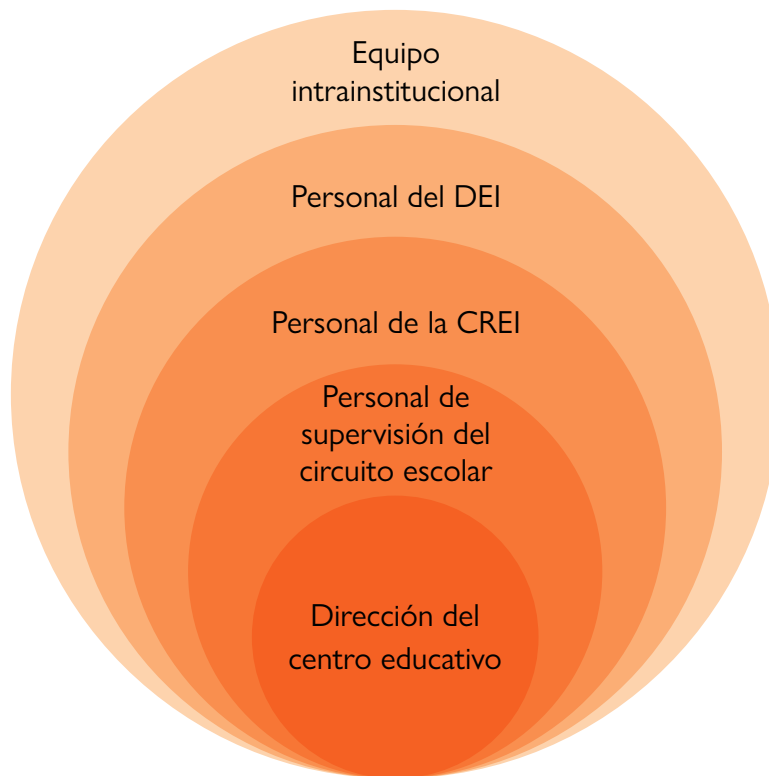 Equipo
intrainstitucional
Personal del DEI
Personal de la CREI
Personal de
supervisión del
circuito escolar
Dirección del
centro educativo